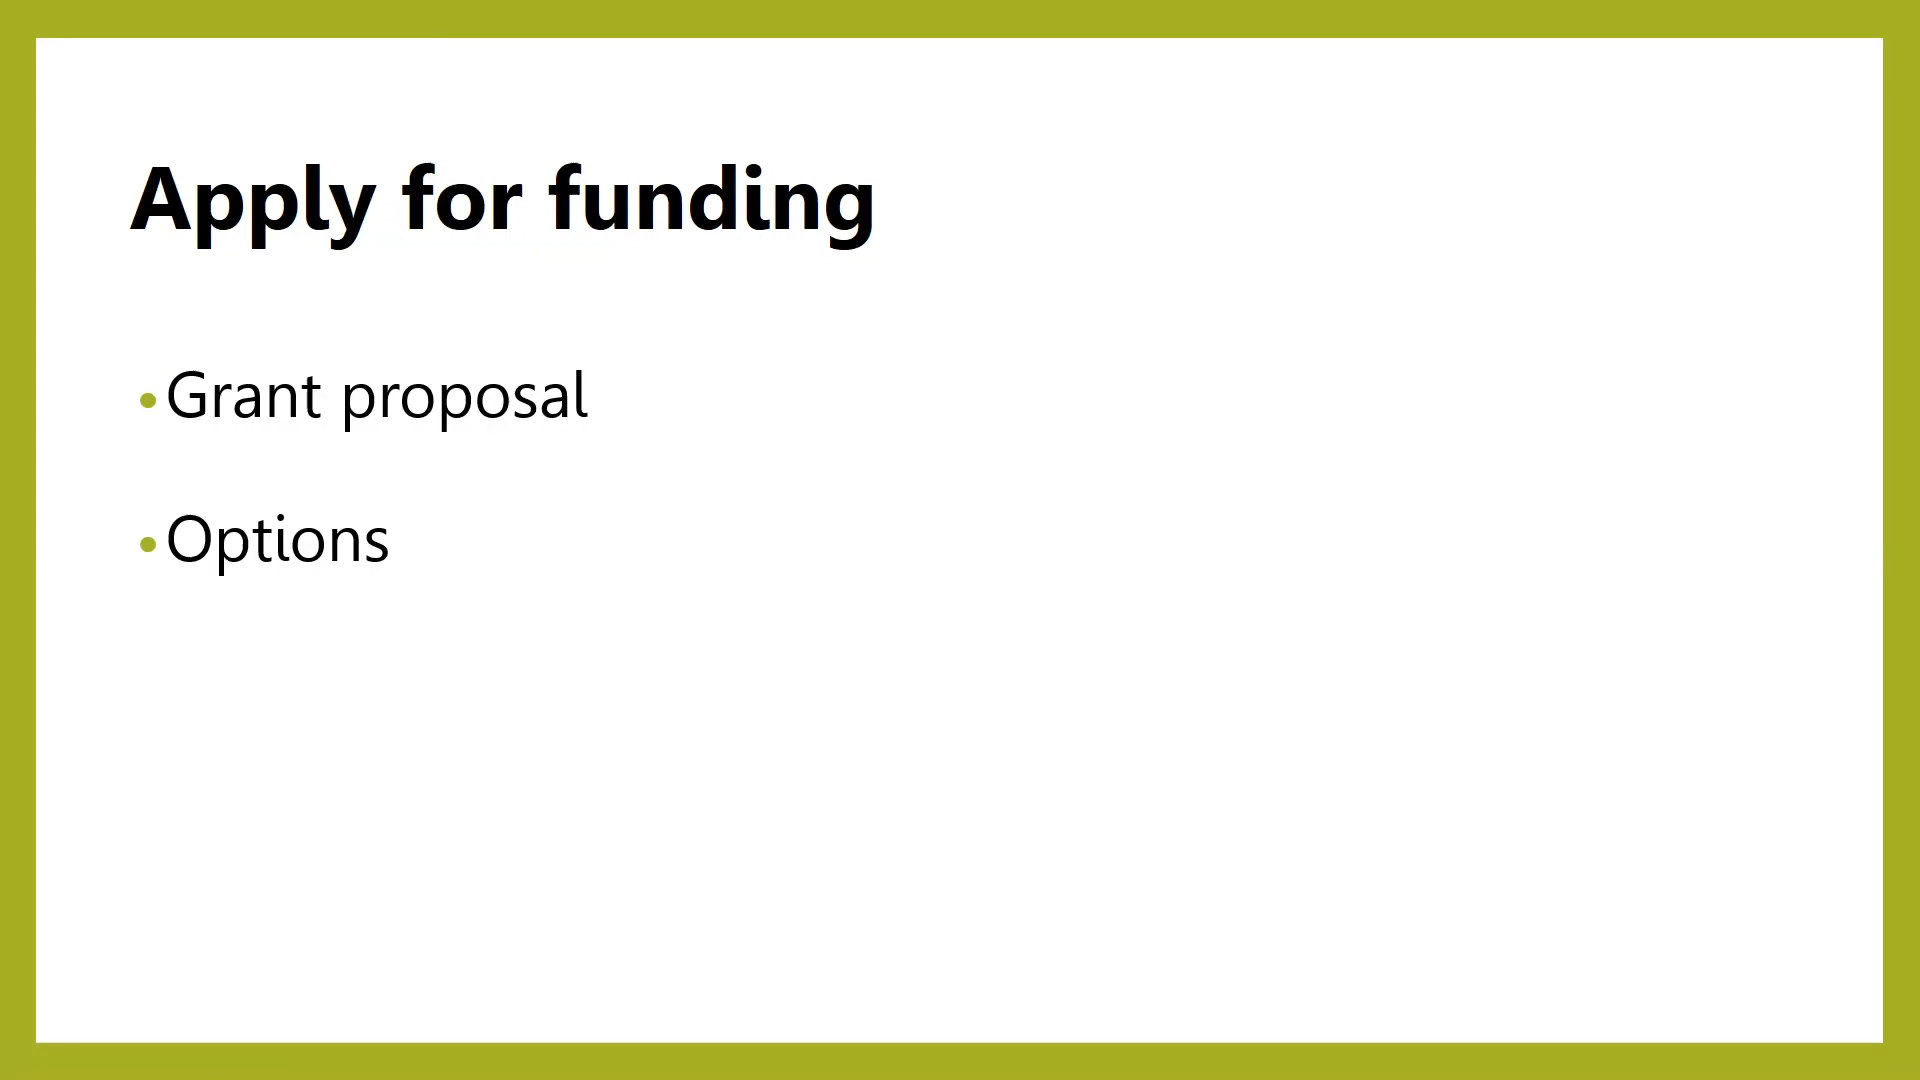 Apply for funding
• Grant proposal
• Options